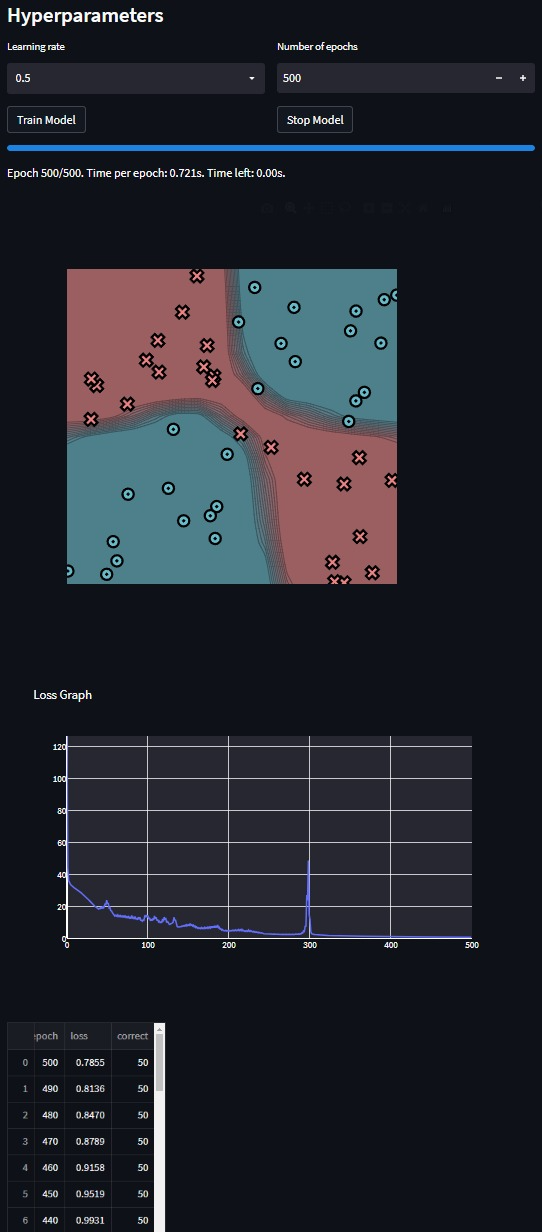 Hyperparameters
Learning rate
Number of epochs
0.5
500
Train Model
Stop Model
Epoch 500/500. Time per epoch: 0.721s. Time left: 0.00s.
Loss Graph
120
100
80
60
40
20
0
0 100 200 300 400 500
epoch loss correct
0 500 0.7855 50
1 490 0.8136 50
2 480 0.8470 50
3 470 0.8789 50
4 460 0.9158 50
5 450 0.9519 50
6 440 0.9931 50